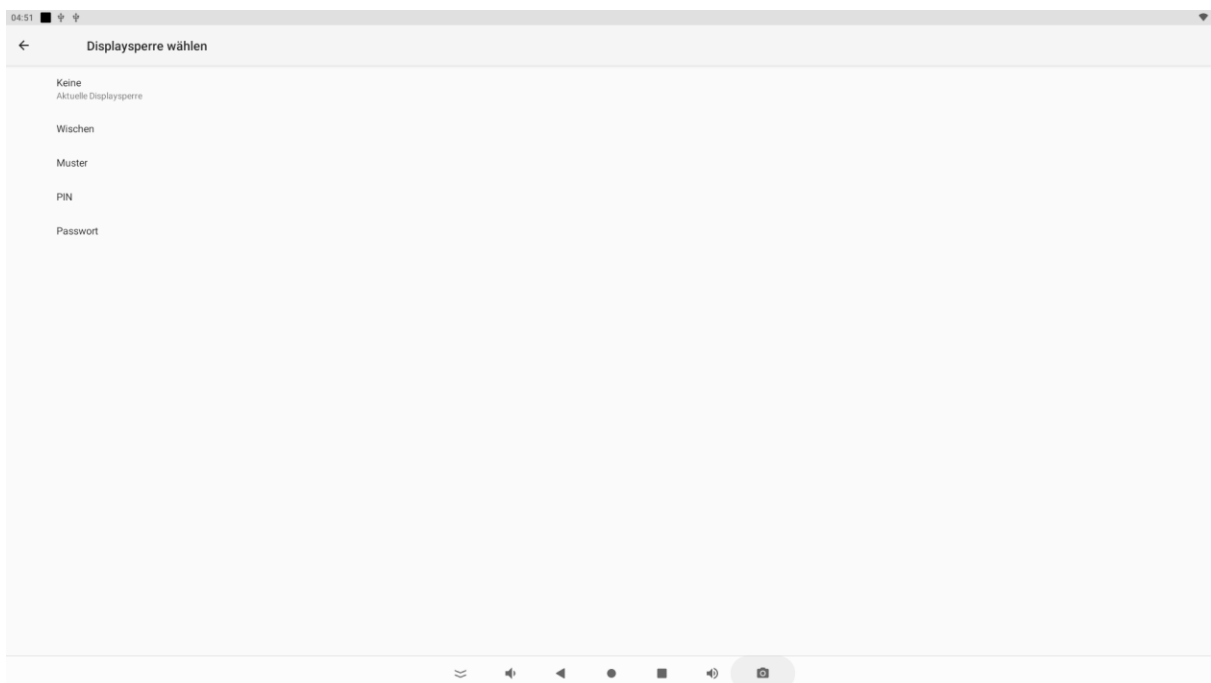 04:51
Displaysperre wählen
Keine
Aktuelle Displaysperre
Wischen
Muster
PIN
Passwort